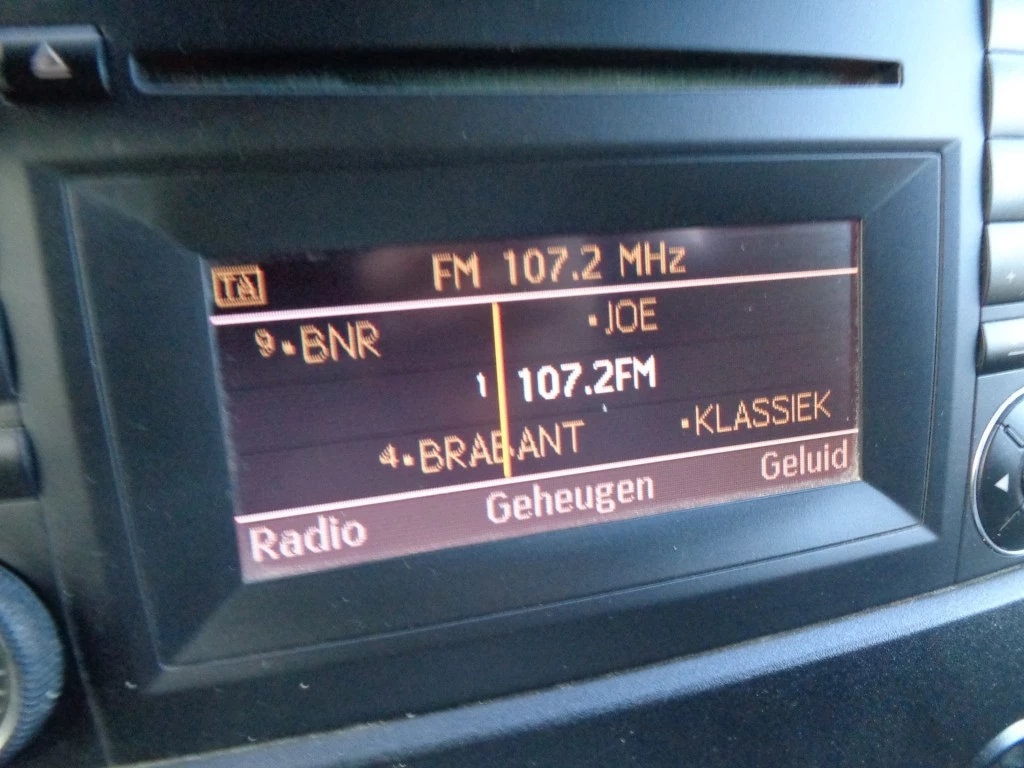 TA FM 107.2 MHz
9 BNR JOE
1 107.2FM
4 BRABANT KLASSIEK
Radio Geheugen Geluid